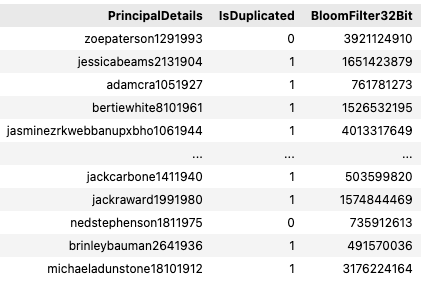 PrincipalDetails IsDuplicated BloomFilter32Bit
zoepaterson1291993 0 3921124910
jessicabeams2131904 1 1651423879
adamcra1051927 1 761781273
bertiewhite8101961 1 1526532195
jasminezrkwebbanupxbho1061944 1 4013317649
... ... ...
jackcarbone1411940 1 503599820
jackraward1991980 1 1574844469
nedstephenson1811975 0 735912613
brinleybauman2641936 1 491570036
michaeladunstone18101912 1 3176224164